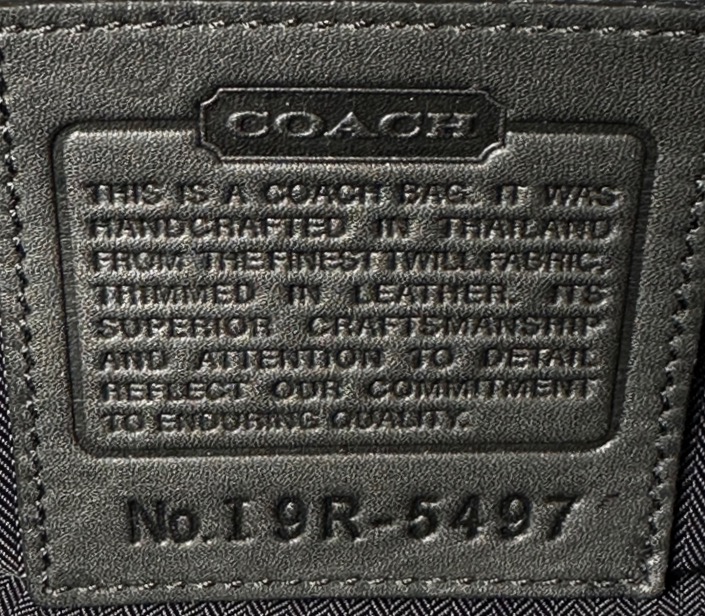 COACH
THIS IS A COACH BAG. IT WAS
HANDCRAFTED IN THAILAND
FROM THE FINEST TWILL FABRIC,
TRIMMED IN LEATHER. ITS
SUPERIOR CRAFTSMANSHIP
AND ATTENTION TO DETAIL
REFLECT OUR COMMITMENT
TO ENDURING QUALITY.
No.I9R-5497